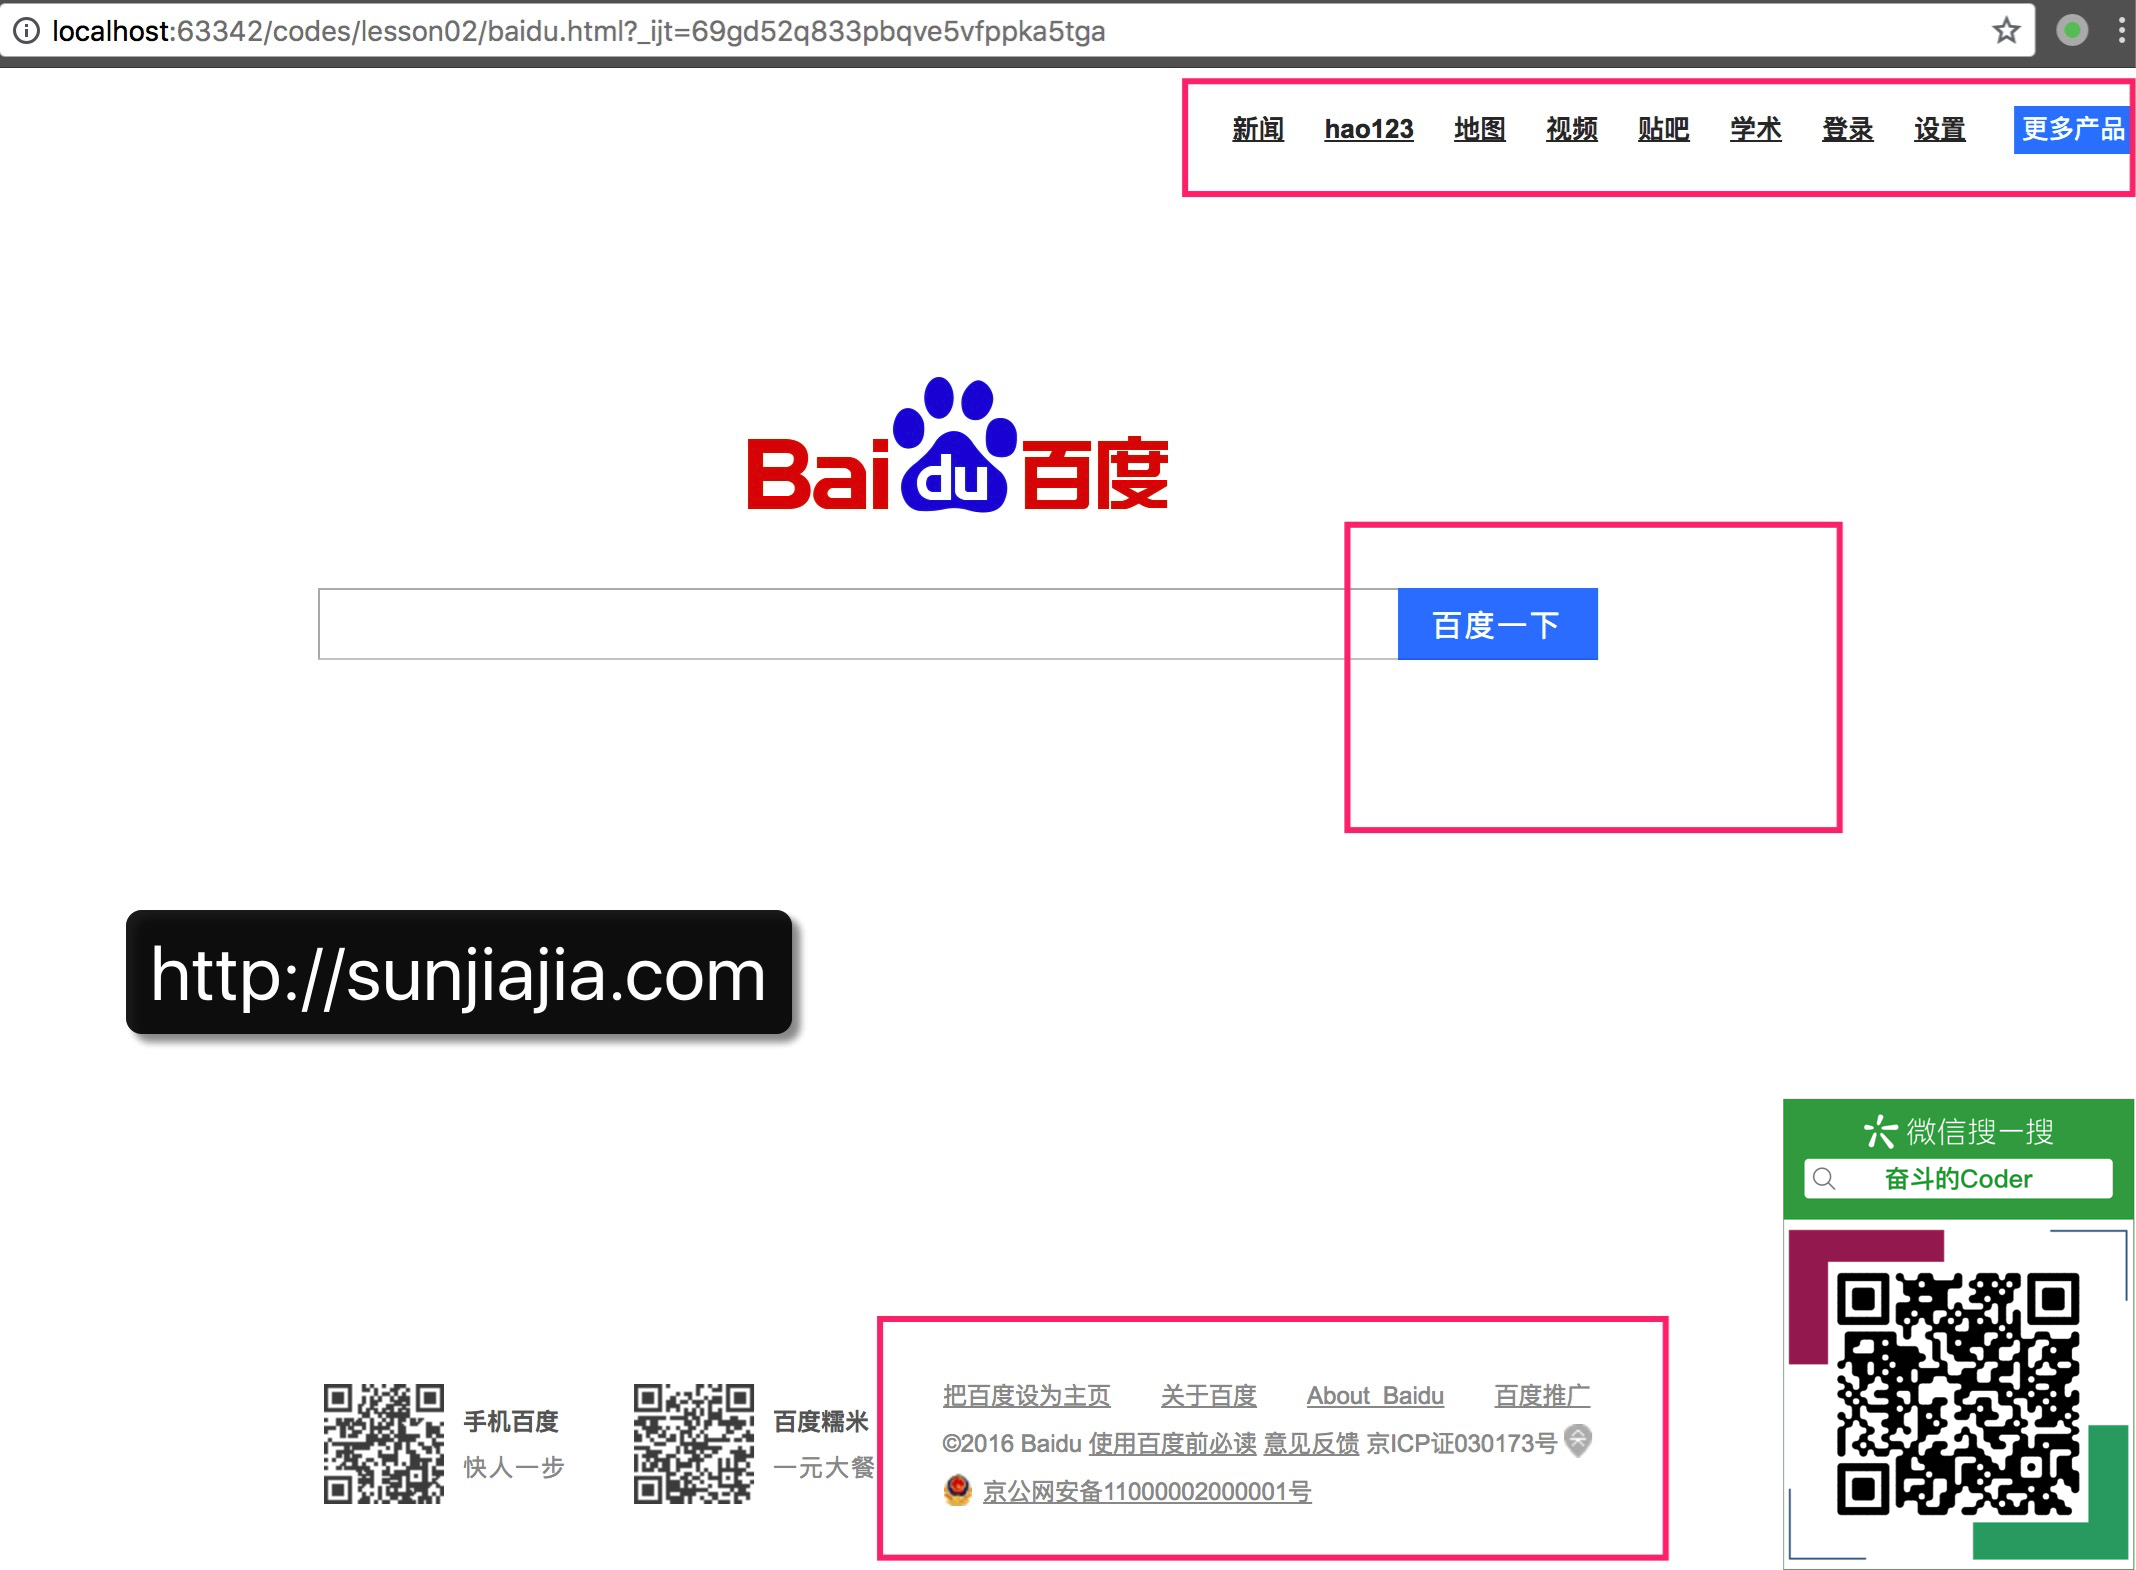 localhost:63342/codes/lesson02/baidu.html?_ijt=69gd52q833pbqve5vfppka5tga
新闻 hao123 地图 视频 贴吧 学术 登录 设置 更多产品
Bai du 百度
百度一下
http://sunjiajia.com
微信搜一搜
奋斗的Coder
手机百度
快人一步
百度糯米
一元大餐
把百度设为主页 关于百度 About Baidu 百度推广
©2016 Baidu 使用百度前必读 意见反馈 京ICP证030173号
京公网安备11000002000001号